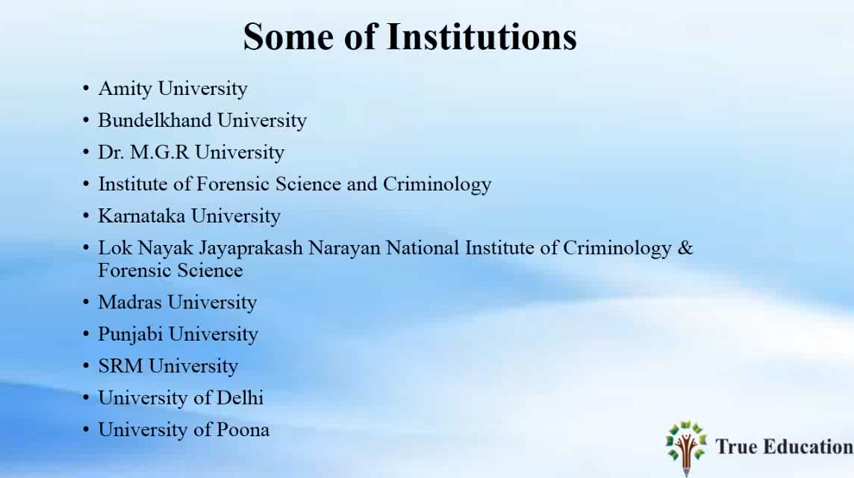 Some of Institutions
• Amity University
• Bundelkhand University
• Dr. M.G.R University
• Institute of Forensic Science and Criminology
• Karnataka University
• Lok Nayak Jayaprakash Narayan National Institute of Criminology &
Forensic Science
• Madras University
• Punjabi University
• SRM University
• University of Delhi
• University of Poona
True Education